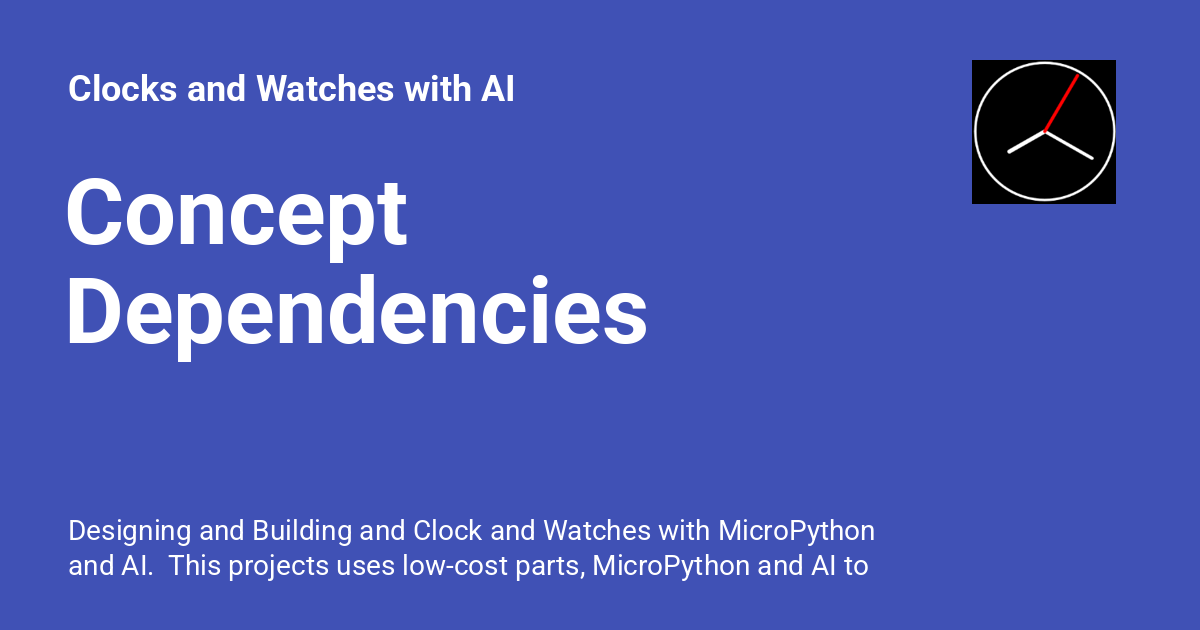 Clocks and Watches with AI
Concept
Dependencies
Designing and Building and Clock and Watches with MicroPython
and AI.  This projects uses low-cost parts, MicroPython and AI to